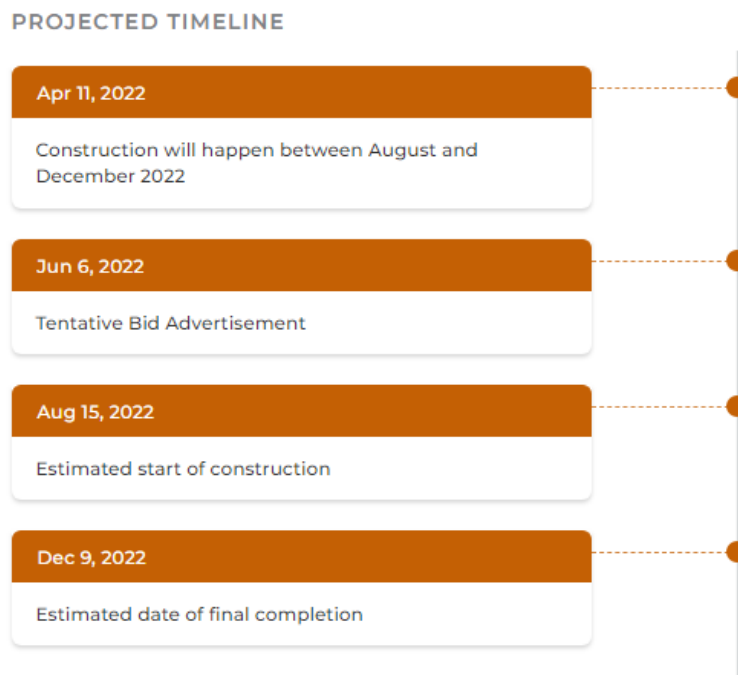 PROJECTED TIMELINE
Apr 11, 2022
Construction will happen between August and
December 2022
Jun 6, 2022
Tentative Bid Advertisement
Aug 15, 2022
Estimated start of construction
Dec 9, 2022
Estimated date of final completion